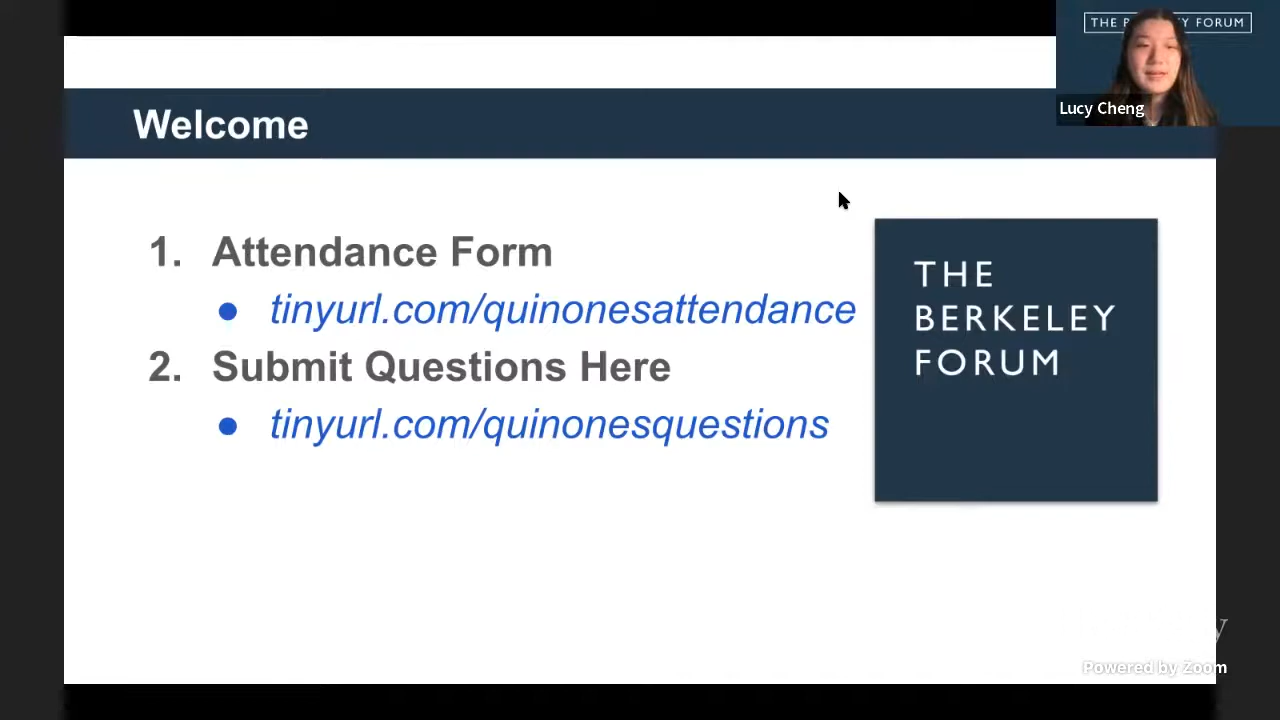 THE B Y FORUM
Lucy Cheng
Welcome
1. Attendance Form
● tinyurl.com/quinonesattendance
2. Submit Questions Here
● tinyurl.com/quinonesquestions
THE
BERKELEY
FORUM
y
Powered by Zoom